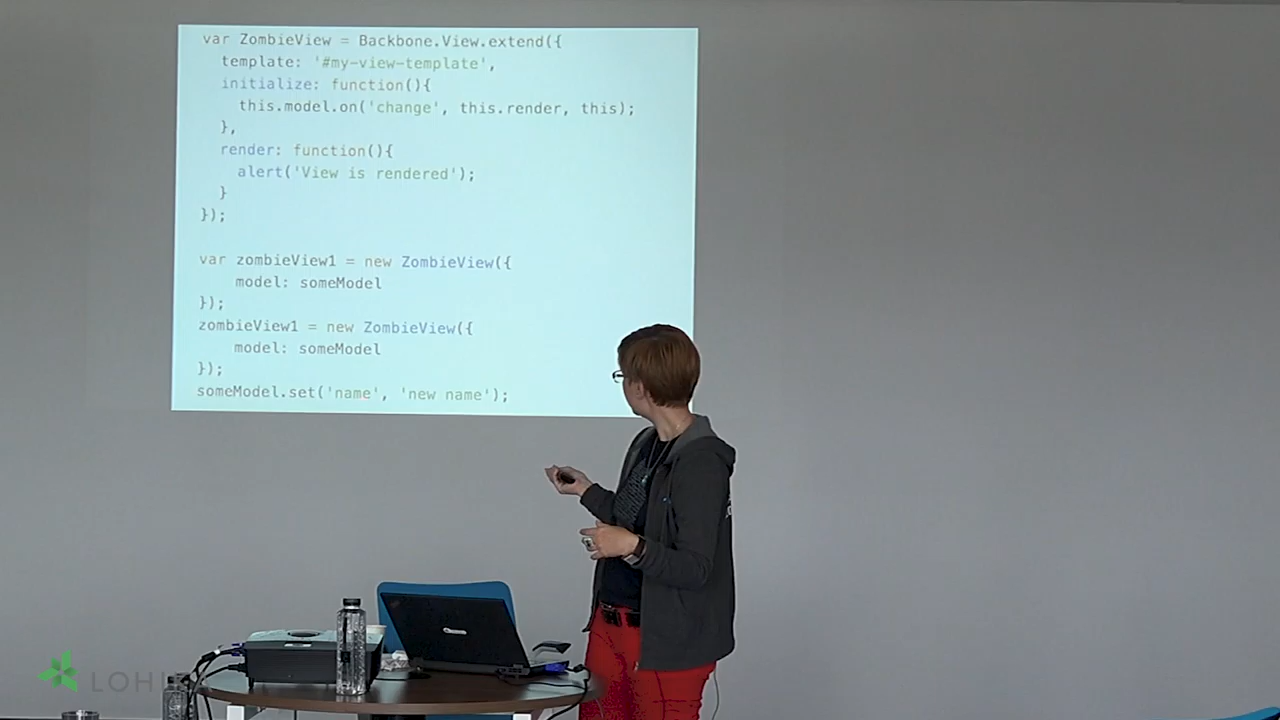 var ZombieView = Backbone.View.extend({
  template: '#my-view-template',
  initialize: function(){
    this.model.on('change', this.render, this);
  },
  render: function(){
    alert('View is rendered');
  }
});

var zombieView1 = new ZombieView({
    model: someModel
});
zombieView1 = new ZombieView({
    model: someModel
});
someModel.set('name', 'new name');